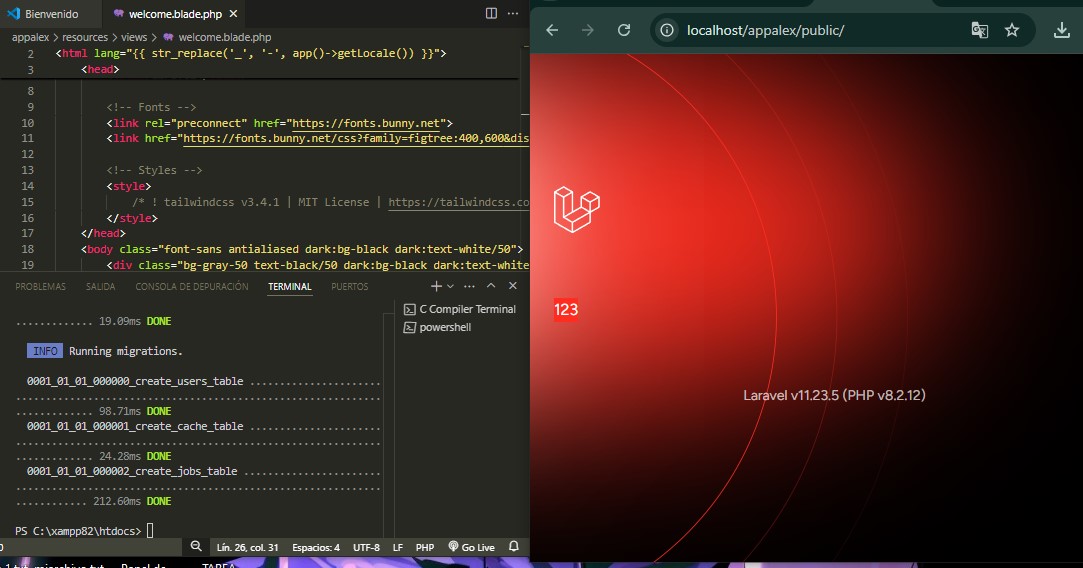 Bienvenido
welcome.blade.php
appalex > resources > views > welcome.blade.php
2 <html lang="{{ str_replace('_', '-', app()->getLocale()) }}">
3 <head>
8
9 <!-- Fonts -->
10 <link rel="preconnect" href="https://fonts.bunny.net">
11 <link href="https://fonts.bunny.net/css?family=figtree:400,600&dis
12
13 <!-- Styles -->
14 <style>
15 /* ! tailwindcss v3.4.1 | MIT License | https://tailwindcss.co
16 </style>
17 </head>
18 <body class="font-sans antialiased dark:bg-black dark:text-white/50">
19 <div class="bg-gray-50 text-black/50 dark:bg-black dark:text-white
PROBLEMAS SALIDA CONSOLA DE DEPURACIÓN TERMINAL PUERTOS
............. 19.09ms DONE
INFO Running migrations.
0001_01_01_000000_create_users_table ......................
.............................................................
............. 98.71ms DONE
0001_01_01_000001_create_cache_table ......................
.............................................................
............. 24.28ms DONE
0001_01_01_000002_create_jobs_table .......................
.............................................................
............ 212.60ms DONE
PS C:\xampp82\htdocs>
C Compiler Terminal
powershell
0 Lín. 26, col. 31 Espacios: 4 UTF-8 LF PHP Go Live
TAREA
localhost/appalex/public/
123
Laravel v11.23.5 (PHP v8.2.12)